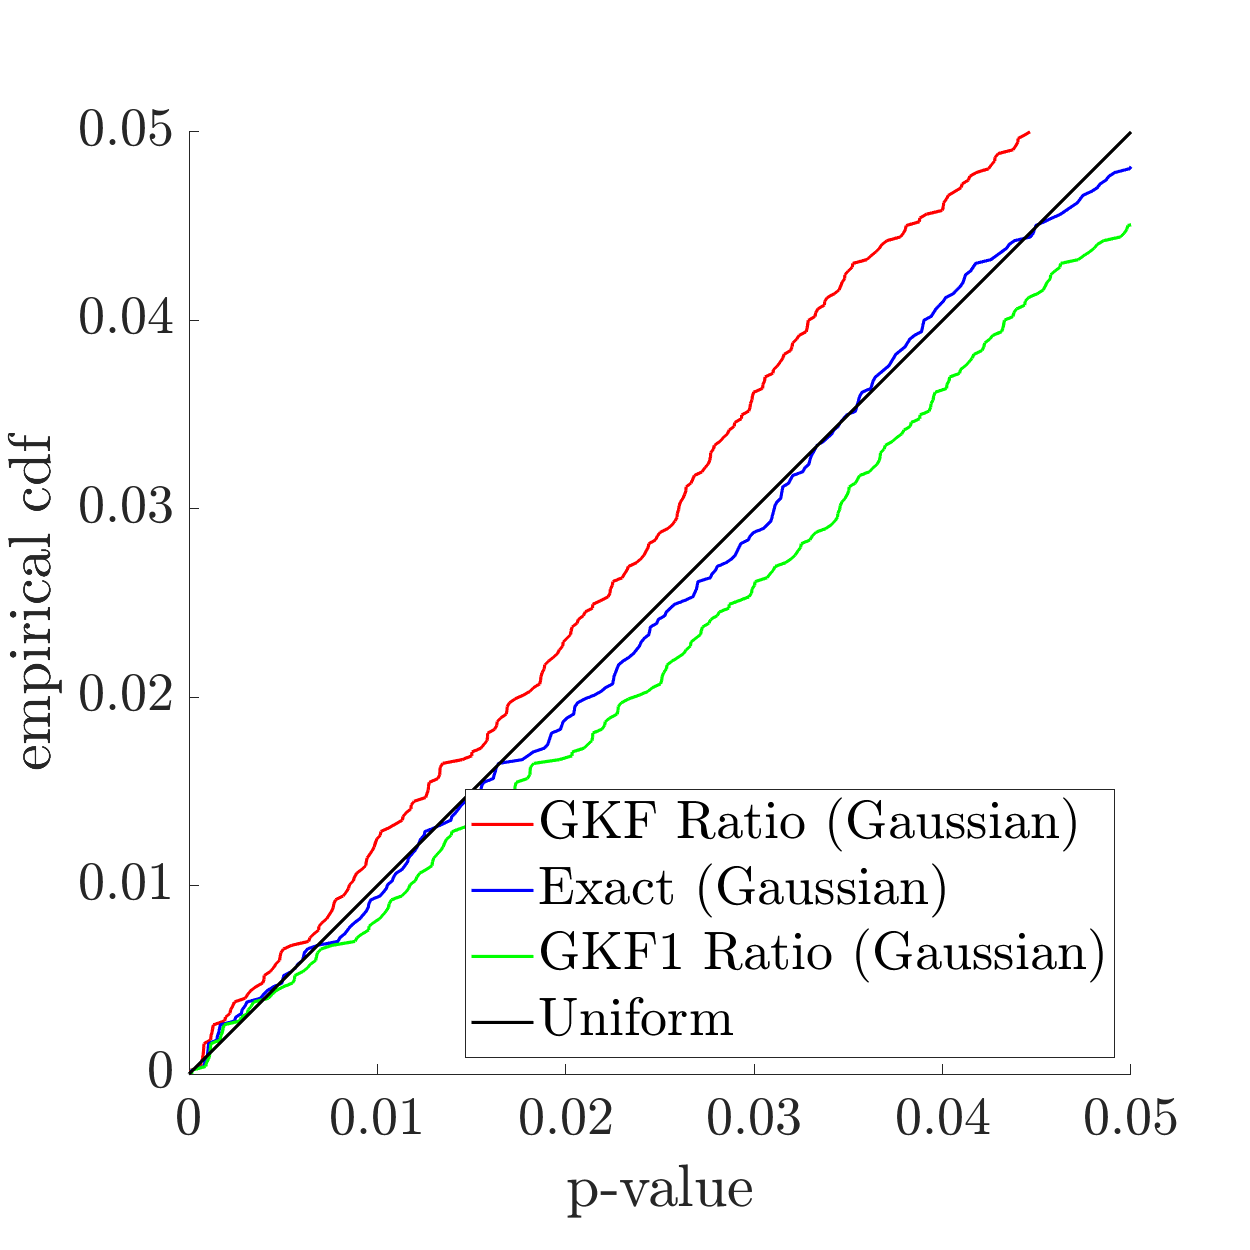 0.05
0.04
0.03
0.02
0.01
0
empirical cdf
GKF Ratio (Gaussian)
Exact (Gaussian)
GKF1 Ratio (Gaussian)
Uniform
0 0.01 0.02 0.03 0.04 0.05
p-value